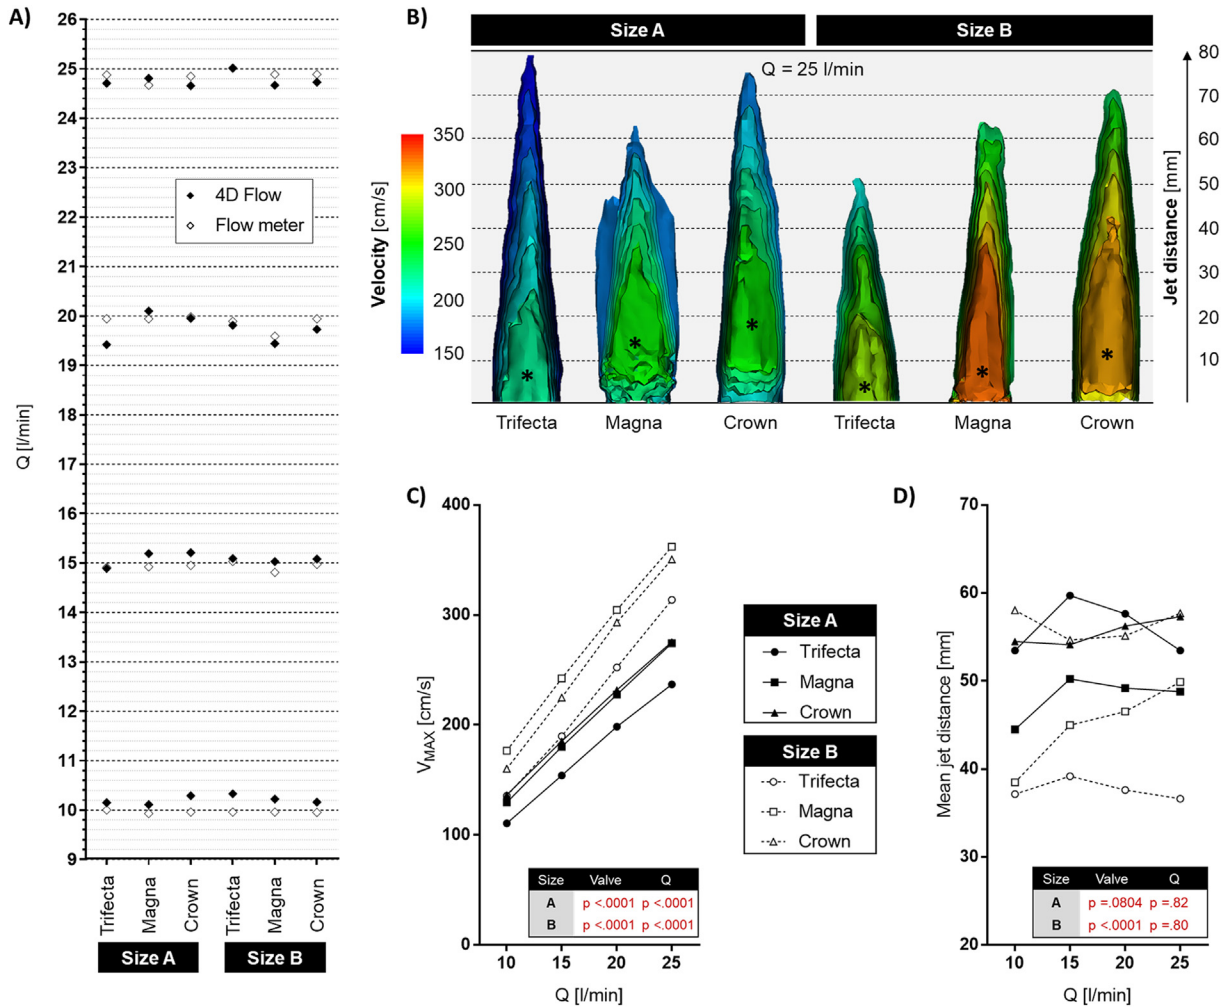 A)
26
25
24
23
22
21
20
19
18
17
16
15
14
13
12
11
10
9
Q [l/min]
4D Flow
Flow meter
Trifecta
Magna
Crown
Trifecta
Magna
Crown
Size A
Size B
B)
Size A
Size B
Q = 25 l/min
Velocity [cm/s]
350
300
250
200
150
80
70
60
50
40
30
20
10
Jet distance [mm]
*
*
*
*
*
*
Trifecta
Magna
Crown
Trifecta
Magna
Crown
C)
400
300
200
100
0
VMAX [cm/s]
10
15
20
25
Q [l/min]
Size Valve Q
A p <.0001 p <.0001
B p <.0001 p <.0001
Size A
Trifecta
Magna
Crown
Size B
Trifecta
Magna
Crown
D)
70
60
50
40
30
20
Mean jet distance [mm]
10
15
20
25
Q [l/min]
Size Valve Q
A p =.0804 p =.82
B p <.0001 p =.80